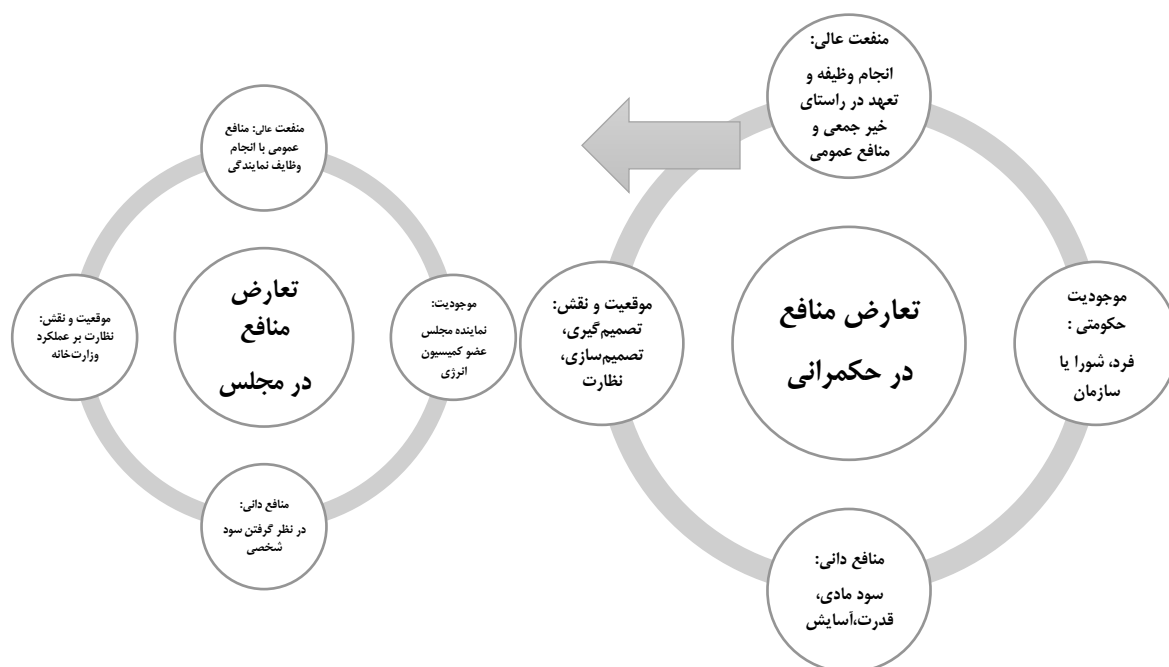 منفعت عالی:
انجام وظیفه و
تعهد در راستای
خیر جمعی و
منافع عمومی
موجودیت
حکومتی :
فرد، شورا یا
سازمان
تعارض منافع
در حکمرانی
موقعیت و نقش:
تصمیم‌گیری،
تصمیم‌سازی،
نظارت
منافع دانی:
سود مادی،
قدرت،آسایش
منفعت عالی: منافع
عمومی با انجام
وظایف نمایندگی
موجودیت:
نماینده مجلس
عضو کمیسیون
انرژی
تعارض
منافع
در مجلس
موقعیت و نقش:
نظارت بر عملکرد
وزارت‌خانه
منافع دانی:
در نظر گرفتن سود
شخصی